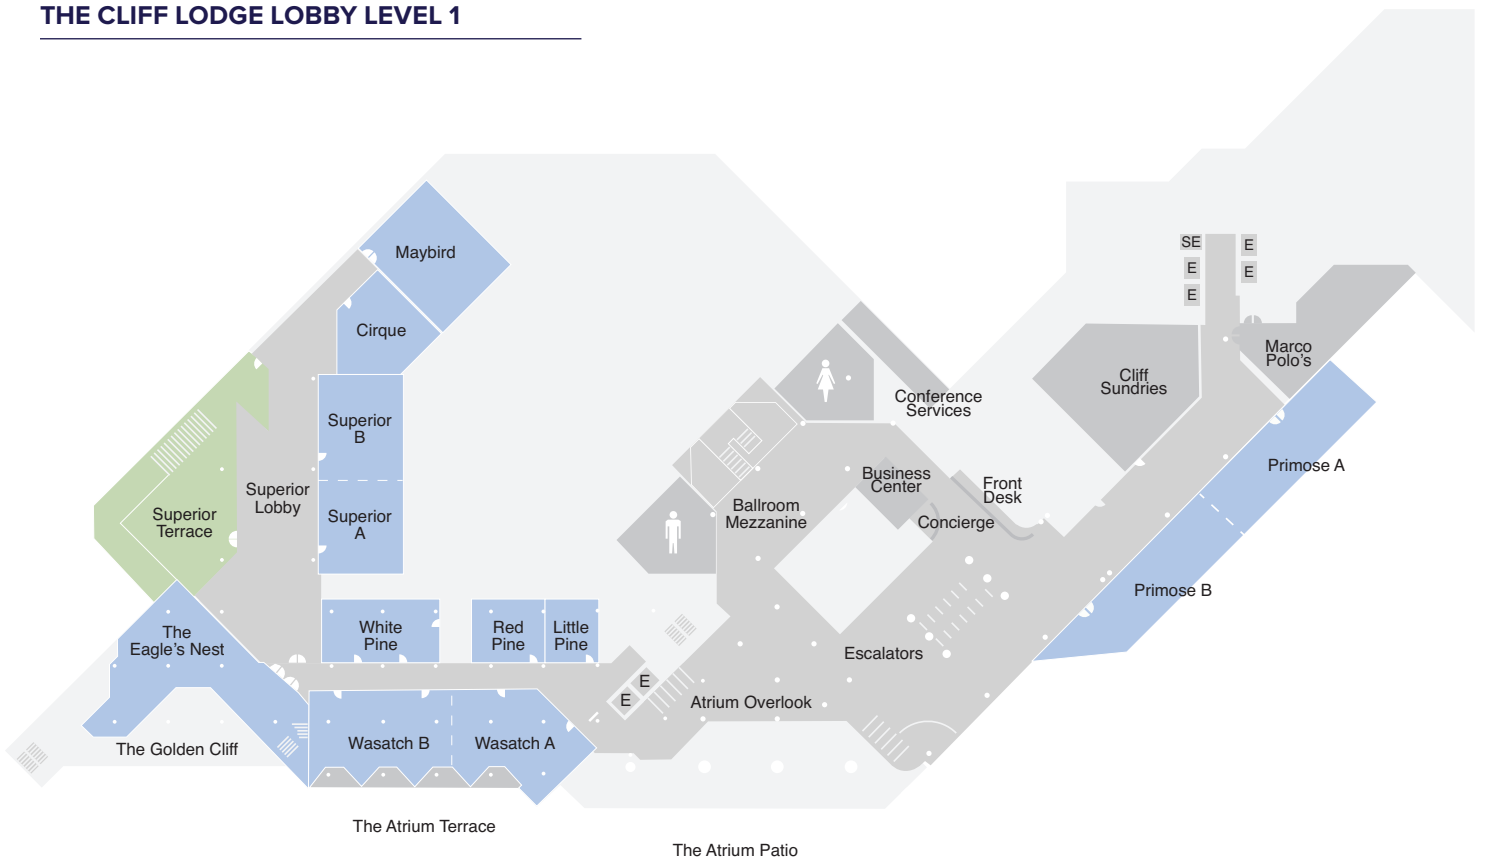 THE CLIFF LODGE LOBBY LEVEL 1
Maybird
Cirque
Superior
B
Superior
A
Superior
Lobby
Superior
Terrace
The
Eagle's Nest
The Golden Cliff
White
Pine
Red
Pine
Little
Pine
Wasatch B
Wasatch A
The Atrium Terrace
The Atrium Patio
E
E
Atrium Overlook
Escalators
Ballroom
Mezzanine
Business
Center
Concierge
Front
Desk
Conference
Services
Cliff
Sundries
SE
E
E
E
E
Marco
Polo's
Primose A
Primose B